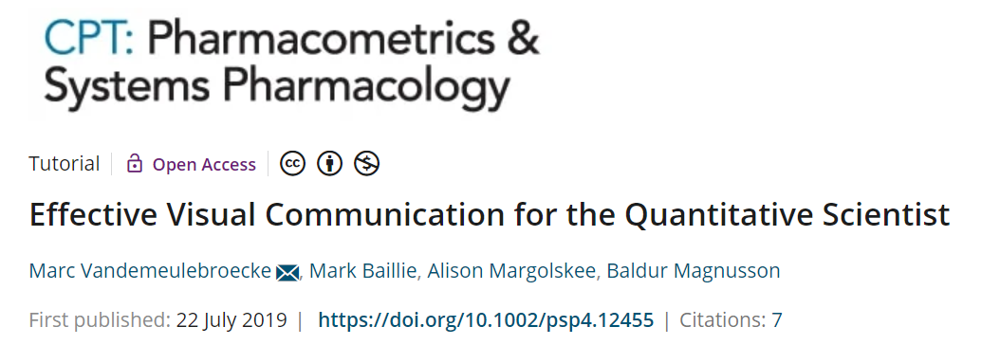 CPT: Pharmacometrics &
Systems Pharmacology
Tutorial | Open Access | cc
Effective Visual Communication for the Quantitative Scientist
Marc Vandemeulebroecke, Mark Baillie, Alison Margolskee, Baldur Magnusson
First published: 22 July 2019 | https://doi.org/10.1002/psp4.12455 | Citations: 7